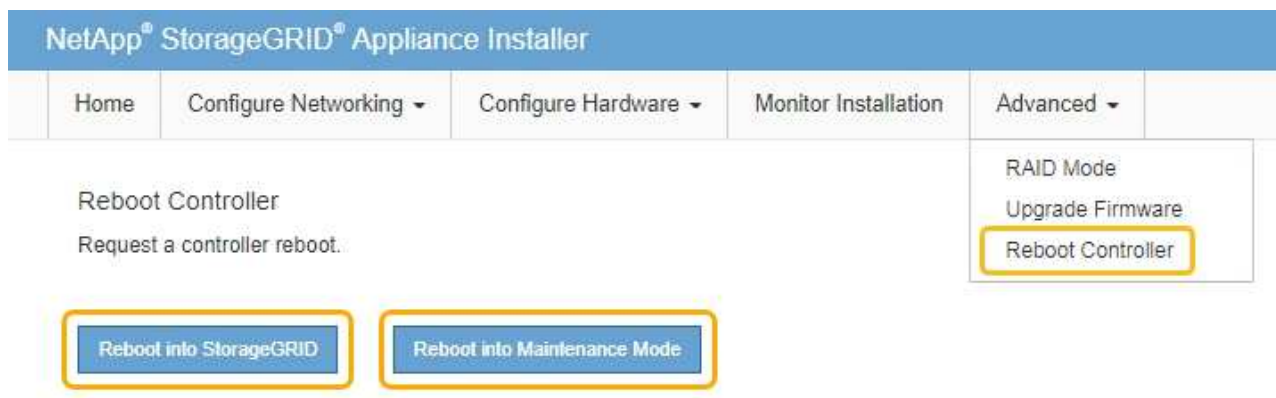 NetApp® StorageGRID® Appliance Installer
Home Configure Networking Configure Hardware Monitor Installation Advanced
RAID Mode
Upgrade Firmware
Reboot Controller
Reboot Controller
Request a controller reboot.
Reboot into StorageGRID Reboot into Maintenance Mode